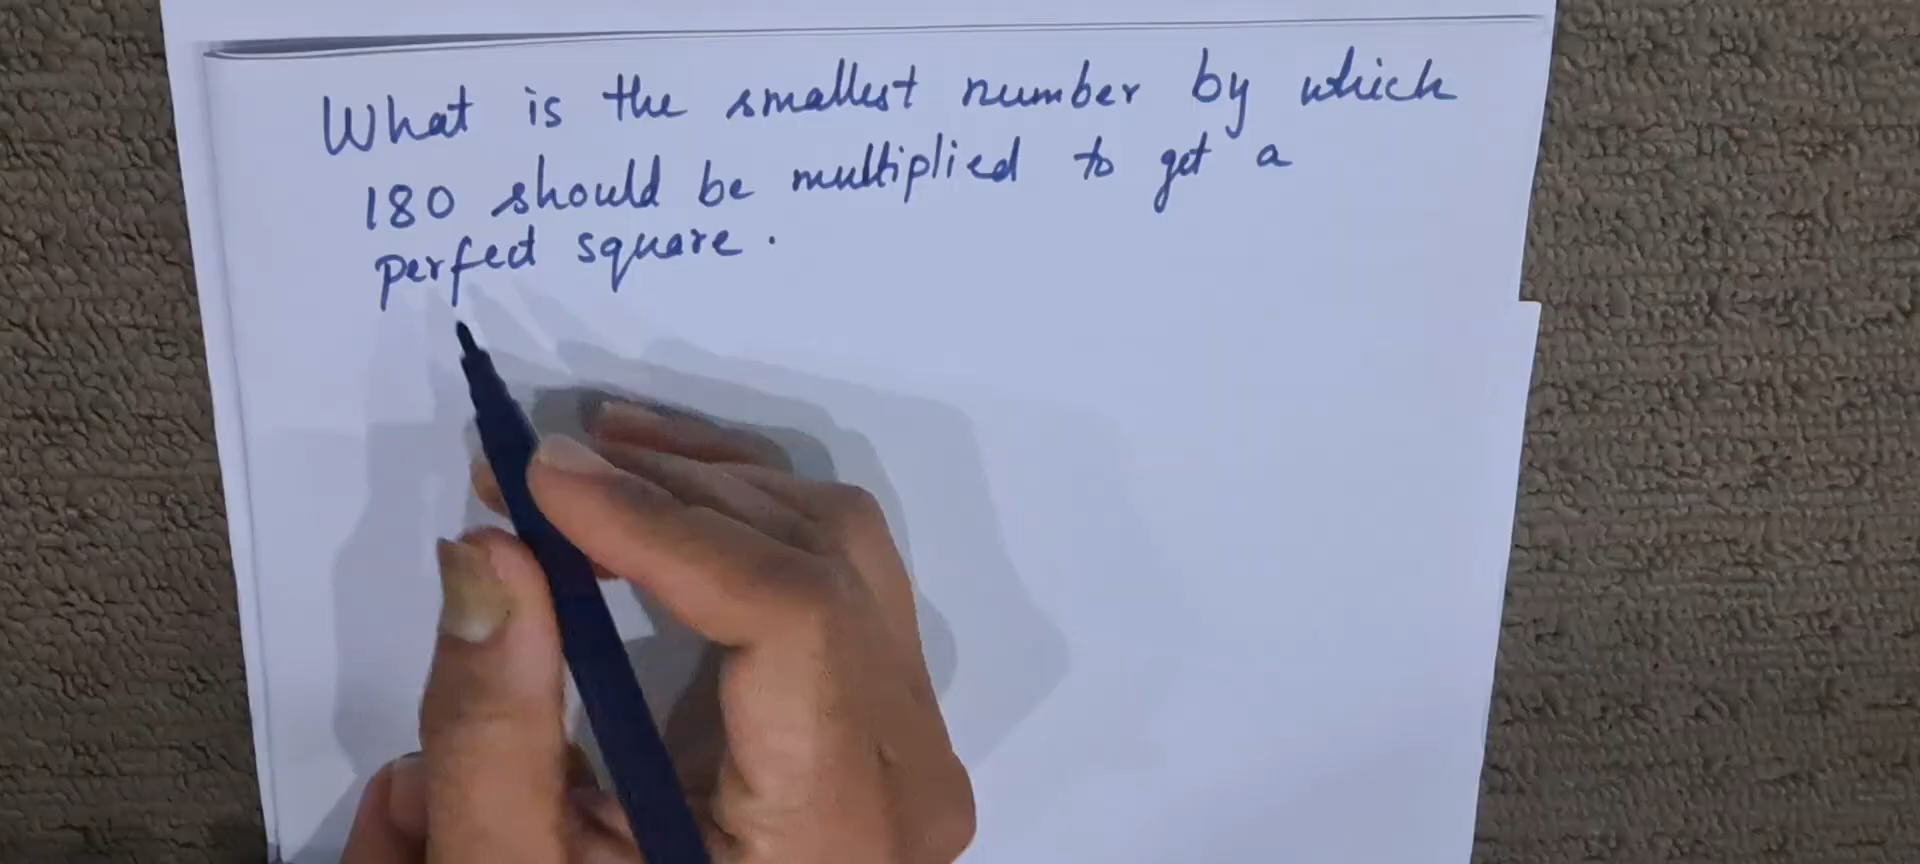 What is the smallest number by which
180 should be multiplied to get a
perfect square.